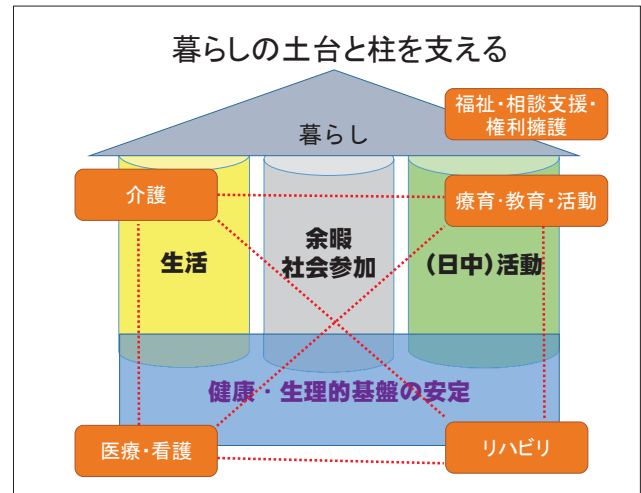 暮らしの土台と柱を支える
福祉・相談支援・
権利擁護
暮らし
介護
療育・教育・活動
生活
余暇
社会参加
(日中)活動
健康・生理的基盤の安定
医療・看護
リハビリ